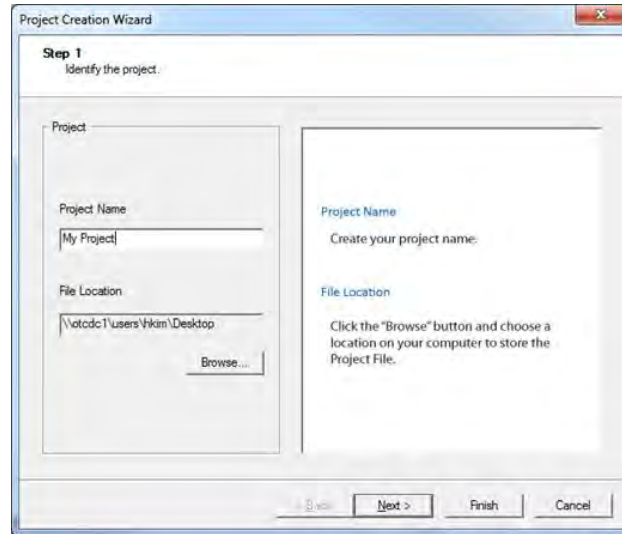 Project Creation Wizard
Step 1
Identify the project.
Project
Project Name
My Project
File Location
\\otcdc1\users\hkim\Desktop
Browse...
Project Name
Create your project name.
File Location
Click the "Browse" button and choose a
location on your computer to store the
Project File.
< Back
Next >
Finish
Cancel